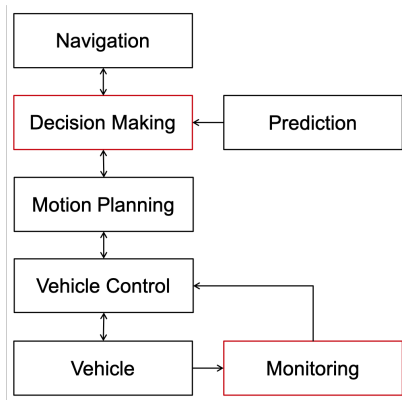 Navigation
Decision Making
Prediction
Motion Planning
Vehicle Control
Vehicle
Monitoring